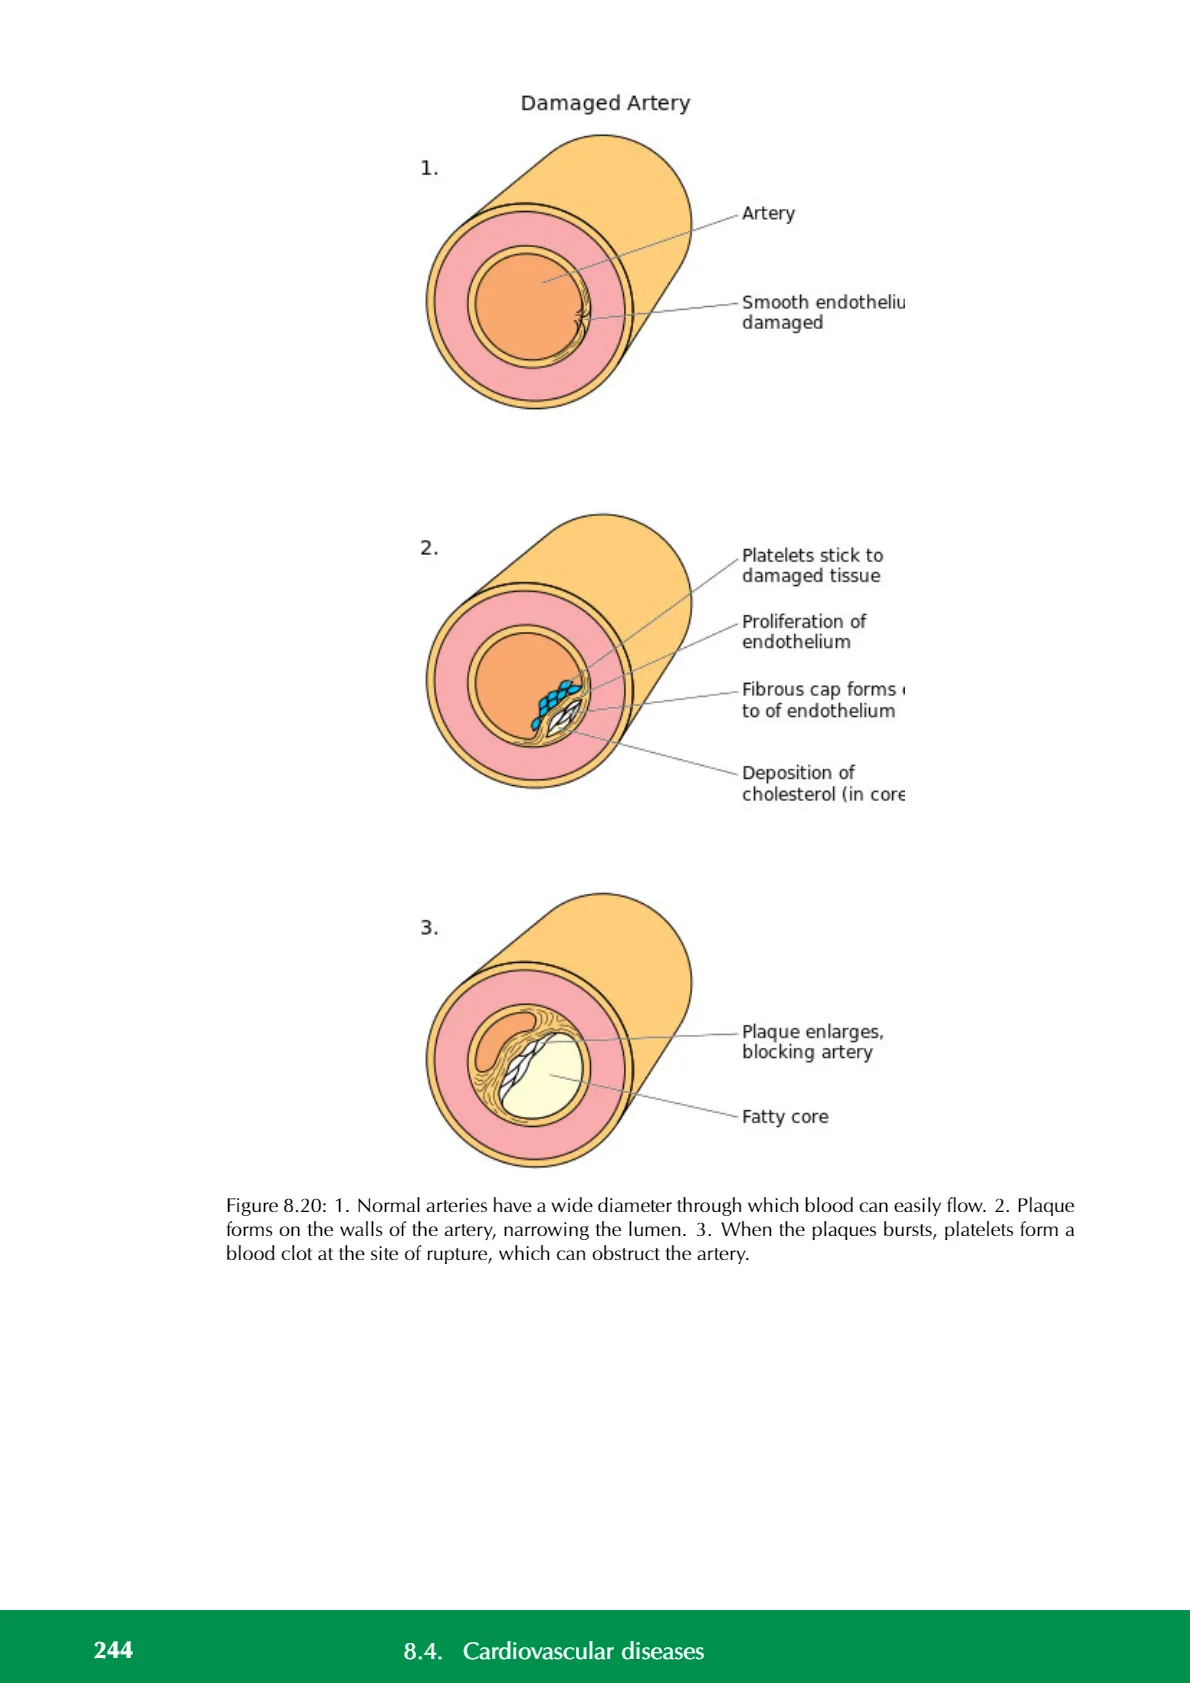 Damaged Artery
1.
Artery
Smooth endotheliu
damaged
2.
Platelets stick to
damaged tissue
Proliferation of
endothelium
Fibrous cap forms
to of endothelium
Deposition of
cholesterol (in core
3.
Plaque enlarges,
blocking artery
Fatty core
Figure 8.20: 1. Normal arteries have a wide diameter through which blood can easily flow. 2. Plaque
forms on the walls of the artery, narrowing the lumen. 3. When the plaques bursts, platelets form a
blood clot at the site of rupture, which can obstruct the artery.
244 8.4. Cardiovascular diseases